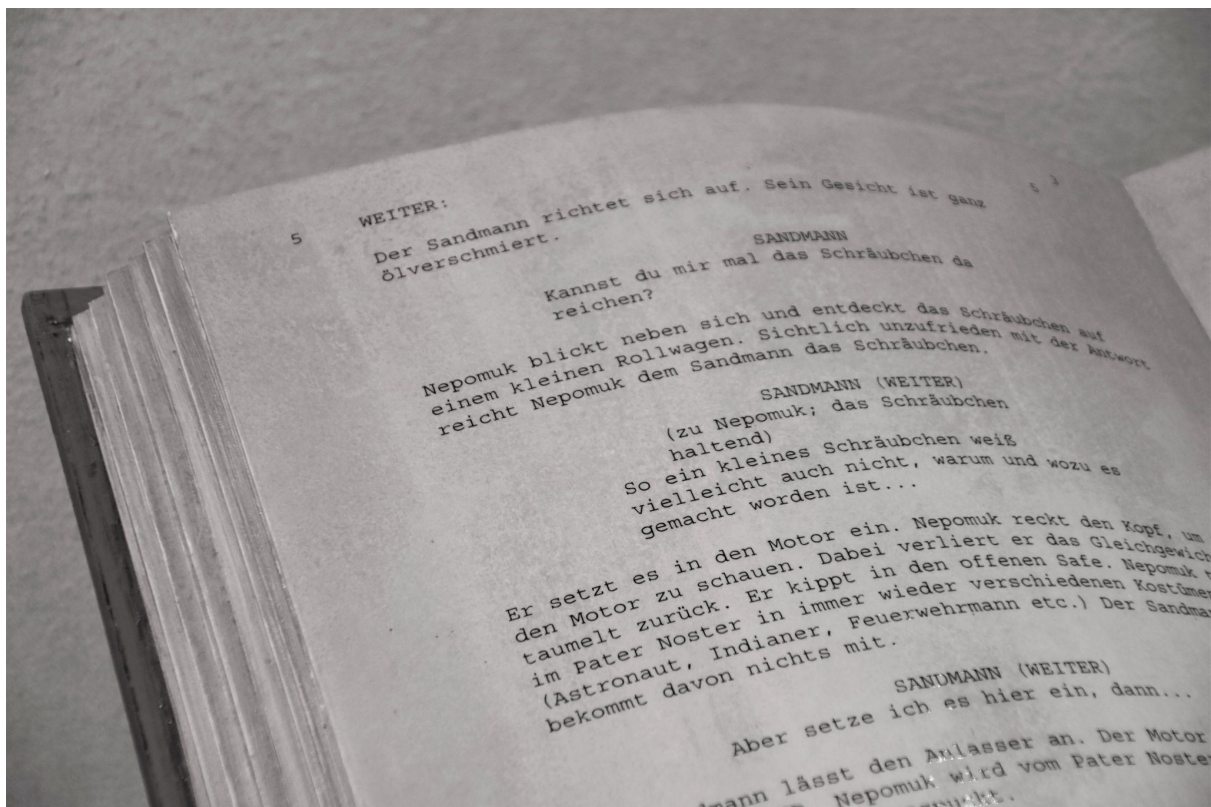 5 WEITER: 5
Der Sandmann richtet sich auf. Sein Gesicht ist ganz
ölverschmiert.
SANDMANN
Kannst du mir mal das Schräubchen da
reichen?
Nepomuk blickt neben sich und entdeckt das Schräubchen auf
einem kleinen Rollwagen. Sichtlich unzufrieden mit der Antwort
reicht Nepomuk dem Sandmann das Schräubchen.
SANDMANN (WEITER)
(zu Nepomuk; das Schräubchen
haltend)
So ein kleines Schräubchen weiß
vielleicht auch nicht, warum und wozu es
gemacht worden ist...
Er setzt es in den Motor ein. Nepomuk reckt den Kopf, um
den Motor zu schauen. Dabei verliert er das Gleichgewich
taumelt zurück. Er kippt in den offenen Safe. Nepomuk
im Pater Noster in immer wieder verschiedenen Kostümen
(Astronaut, Indianer, Feuerwehrmann etc.) Der Sandma
bekommt davon nichts mit.
SANDMANN (WEITER)
Aber setze ich es hier ein, dann...
mann lässt den Anlasser an. Der Motor
Nepomuk wird vom Pater Noste